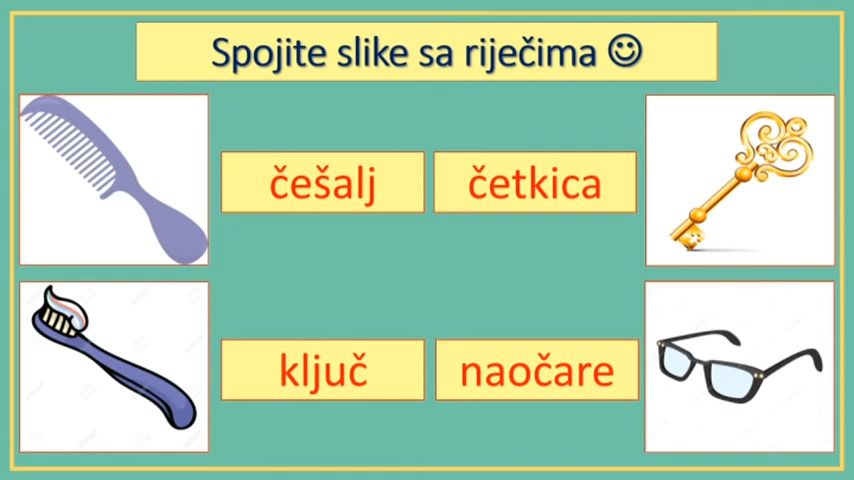 Spojite slike sa riječima ☺
češalj
četkica
ključ
naočare